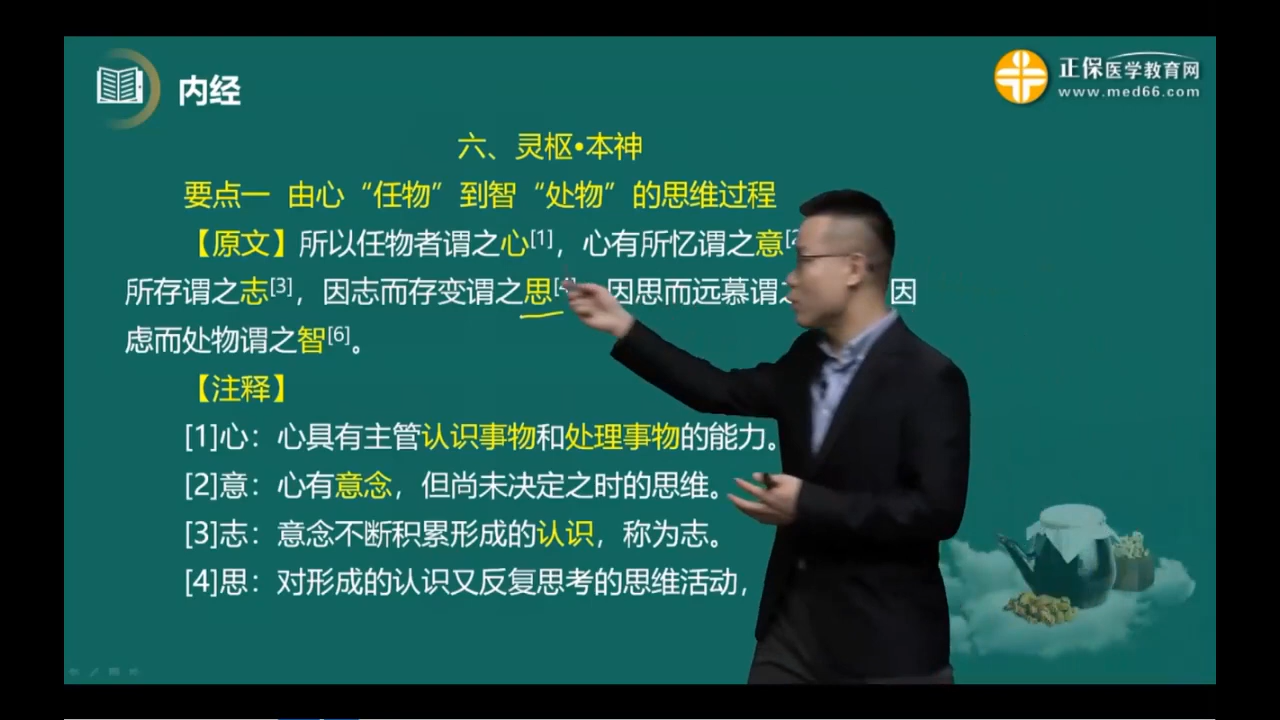 内经
正保医学教育网
www.med66.com
六、灵枢•本神
要点一 由心“任物”到智“处物”的思维过程
【原文】所以任物者谓之心[1]，心有所忆谓之意
所存谓之志[3]，因志而存变谓之思 因思而远慕谓 因
虑而处物谓之智[6]。
【注释】
[1]心：心具有主管认识事物和处理事物的能力。
[2]意：心有意念，但尚未决定之时的思维。
[3]志：意念不断积累形成的认识，称为志。
[4]思：对形成的认识又反复思考的思维活动，